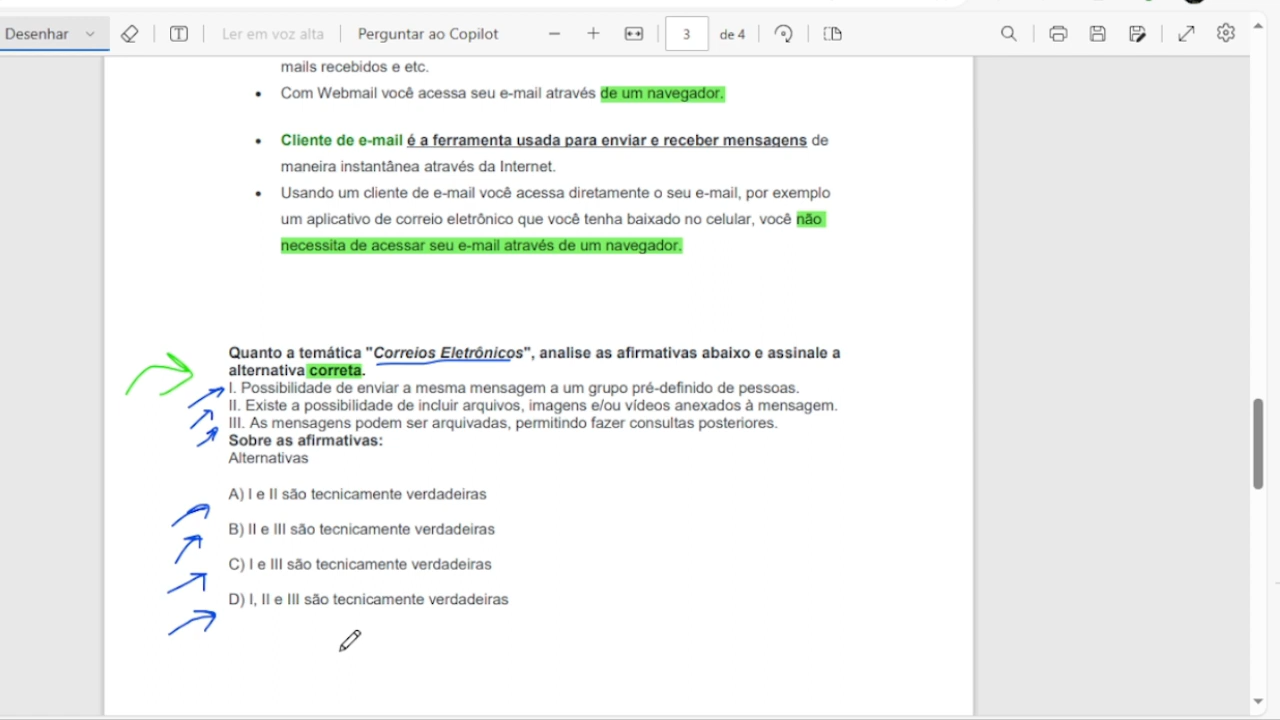 Desenhar
Ler em voz alta
Perguntar ao Copilot
3
de 4
mails recebidos e etc.
• Com Webmail você acessa seu e-mail através de um navegador.
• Cliente de e-mail é a ferramenta usada para enviar e receber mensagens de
maneira instantânea através da Internet.
• Usando um cliente de e-mail você acessa diretamente o seu e-mail, por exemplo
um aplicativo de correio eletrônico que você tenha baixado no celular, você não
necessita de acessar seu e-mail através de um navegador.
Quanto a temática "Correios Eletrônicos", analise as afirmativas abaixo e assinale a
alternativa correta.
I. Possibilidade de enviar a mesma mensagem a um grupo pré-definido de pessoas.
II. Existe a possibilidade de incluir arquivos, imagens e/ou vídeos anexados à mensagem.
III. As mensagens podem ser arquivadas, permitindo fazer consultas posteriores.
Sobre as afirmativas:
Alternativas
A) I e II são tecnicamente verdadeiras
B) II e III são tecnicamente verdadeiras
C) I e III são tecnicamente verdadeiras
D) I, II e III são tecnicamente verdadeiras